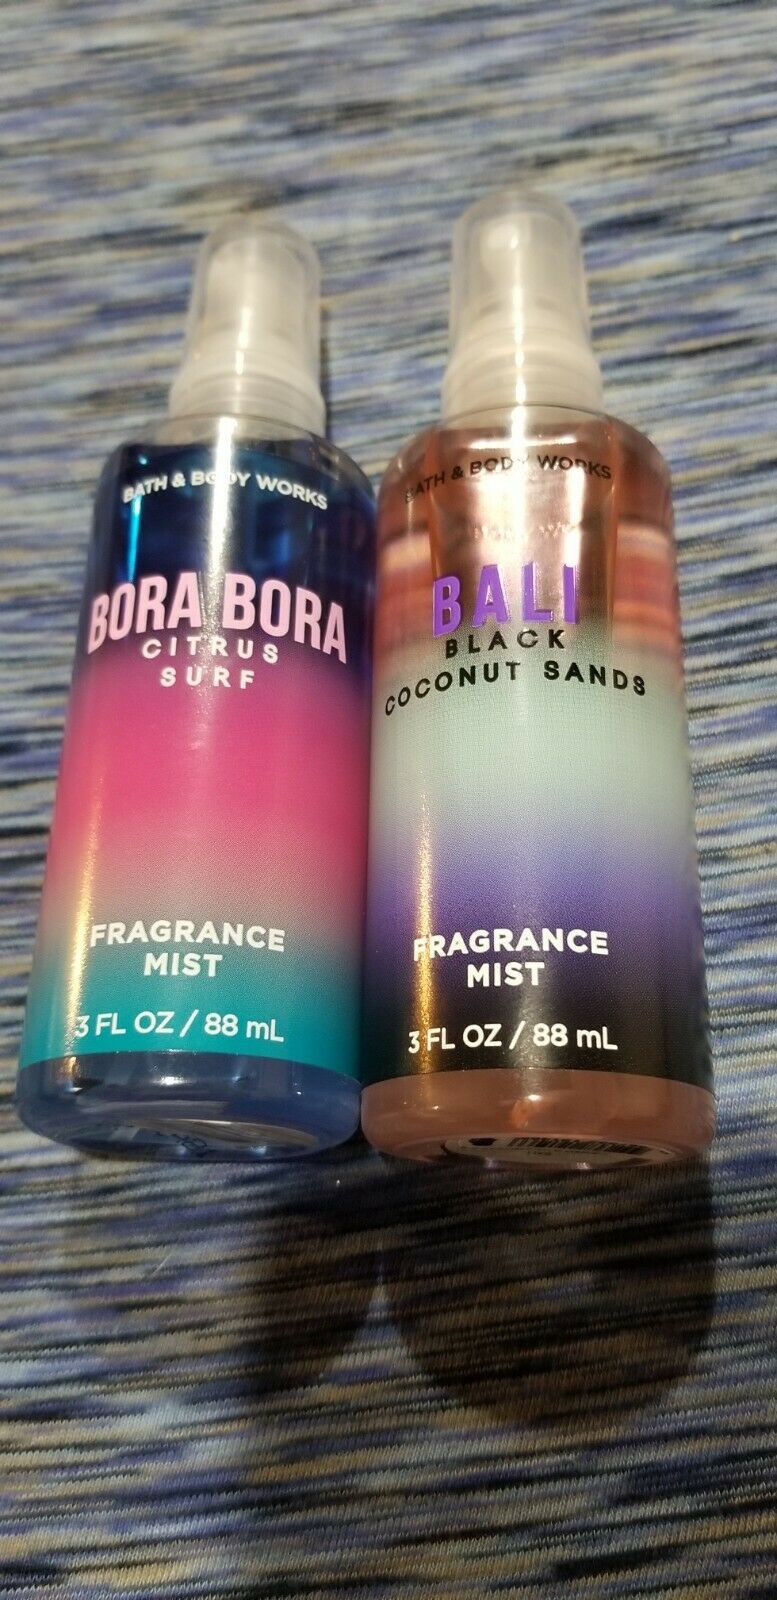 BATH & BODY WORKS
BORA BORA
CITRUS
SURF
FRAGRANCE
MIST
3 FL OZ / 88 mL
BATH & BODY WORKS
BALI
BLACK
COCONUT SANDS
FRAGRANCE
MIST
3 FL OZ / 88 mL